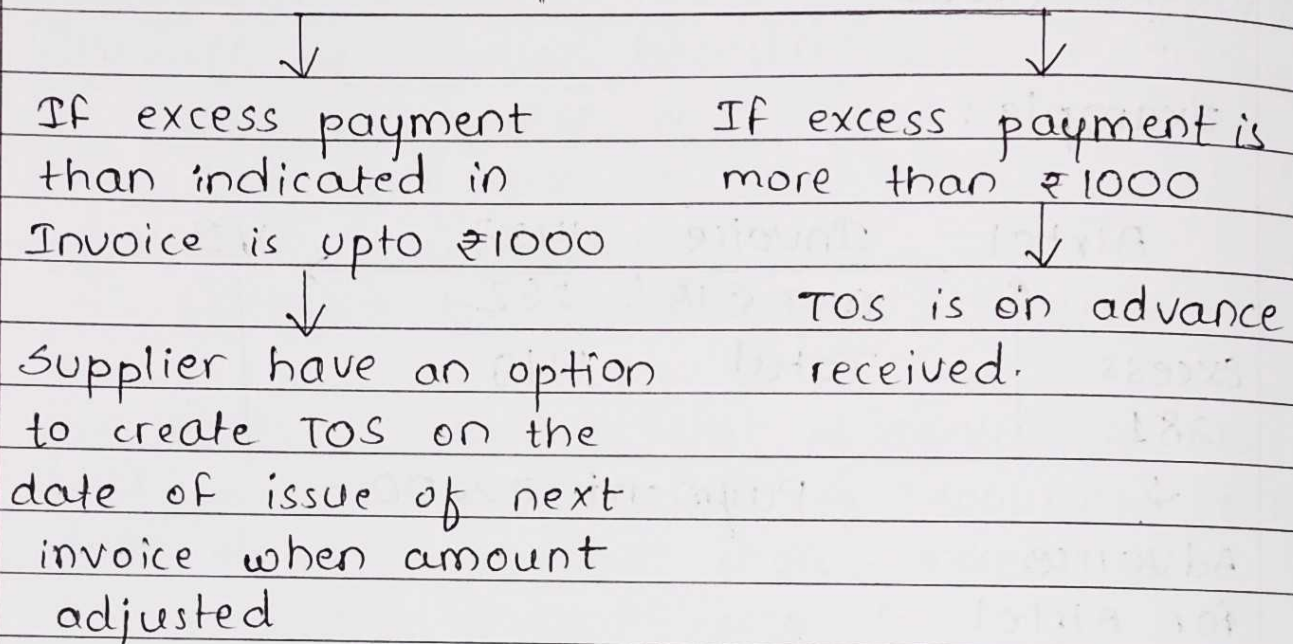 If excess payment
than indicated in
Invoice is upto ₹1000
Supplier have an option
to create TOS on the
date of issue of next
invoice when amount
adjusted
If excess payment is
more than ₹1000
TOS is on advance
received.